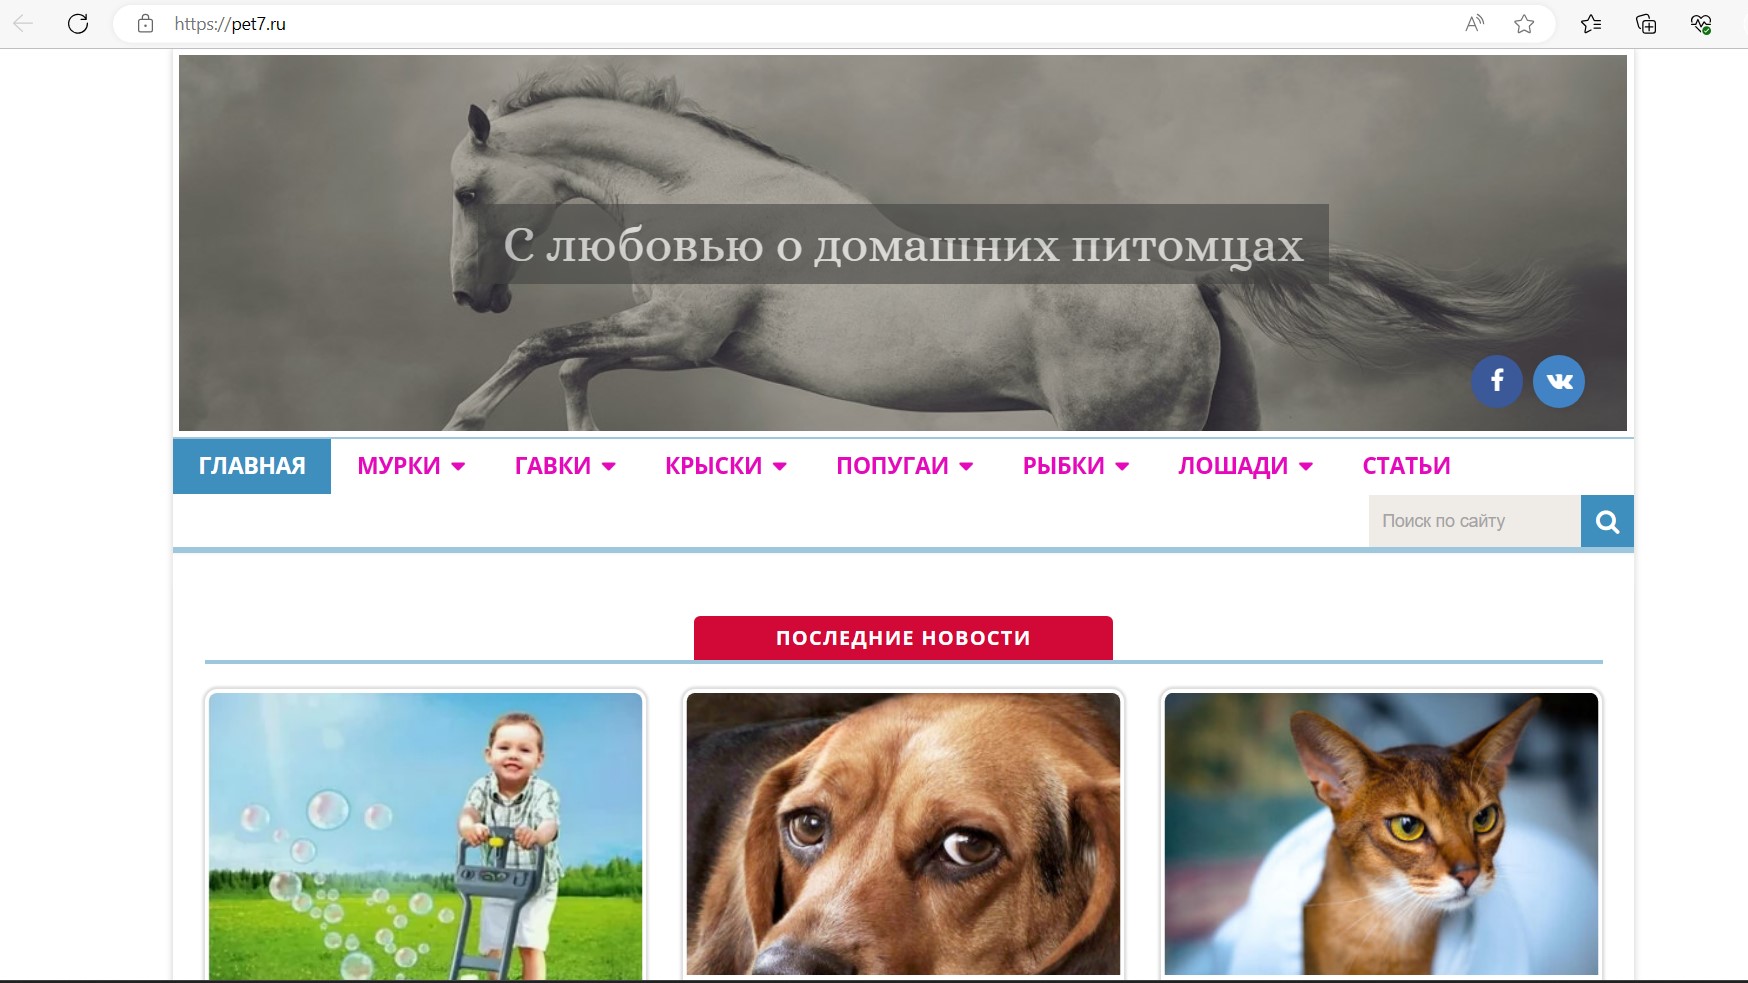 https://pet7.ru
С любовью о домашних питомцах
ГЛАВНАЯ МУРКИ ГАВКИ КРЫСКИ ПОПУГАИ РЫБКИ ЛОШАДИ СТАТЬИ
Поиск по сайту
ПОСЛЕДНИЕ НОВОСТИ